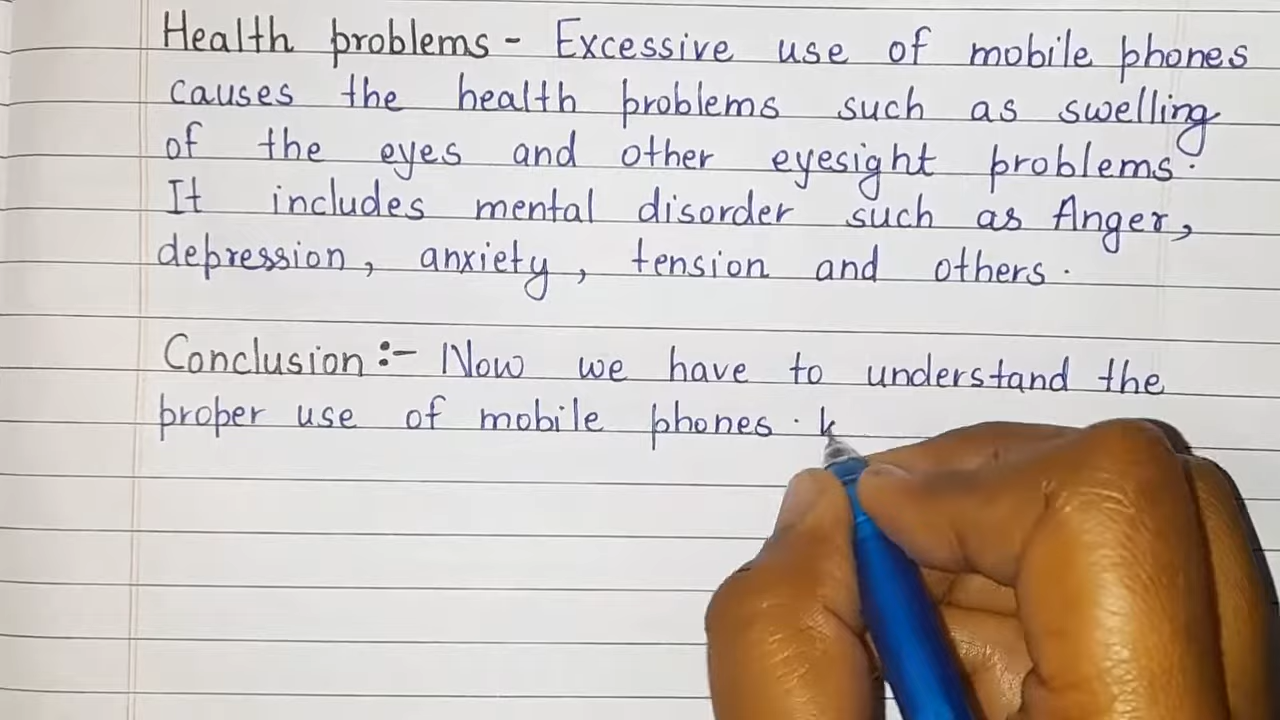 Health problems - Excessive use of mobile phones
causes the health problems such as swelling
of the eyes and other eyesight problems.
It includes mental disorder such as Anger,
depression, anxiety, tension and others.
Conclusion :- Now we have to understand the
proper use of mobile phones.